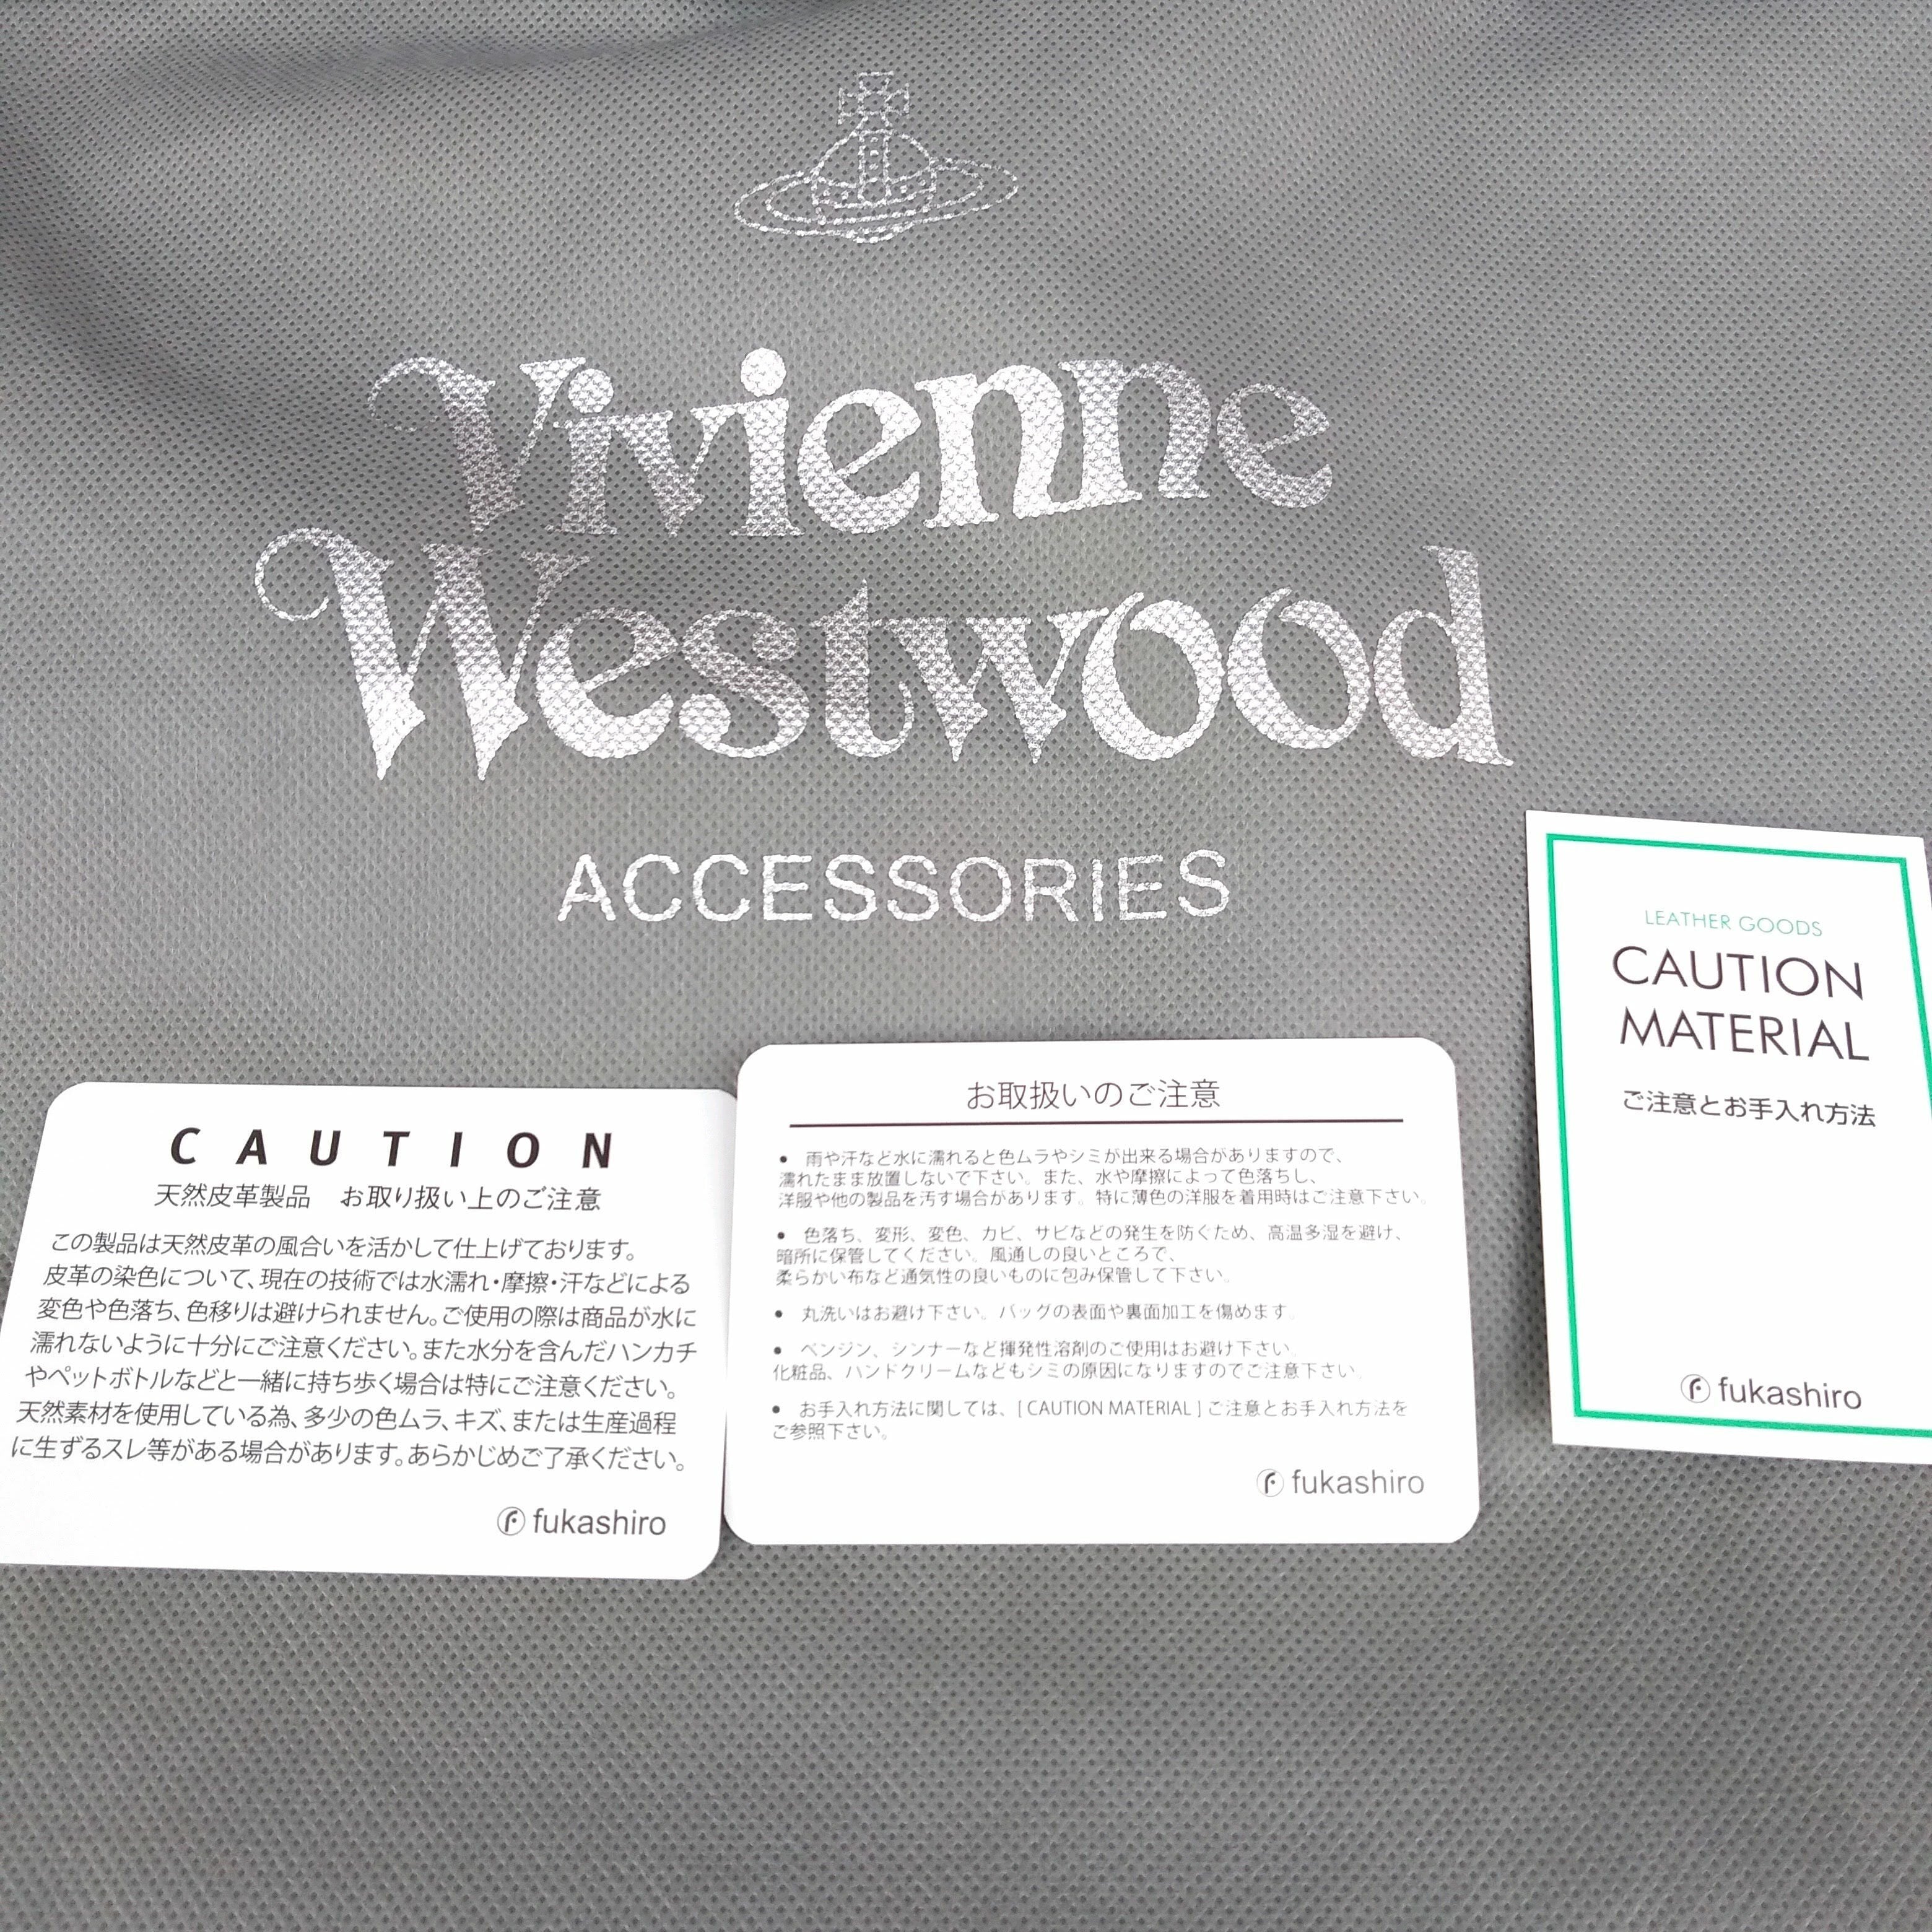 Vivienne
Westwood
ACCESSORIES
CAUTION
天然皮革製品 お取り扱い上のご注意
この製品は天然皮革の風合いを活かして仕上げております。
皮革の染色について、現在の技術では水濡れ・摩擦・汗などによる
変色や色落ち、色移りは避けられません。ご使用の際は商品が水に
濡れないように十分にご注意ください。また水分を含んだハンカチ
やペットボトルなどと一緒に持ち歩く場合は特にご注意ください。
天然素材を使用している為、多少の色ムラ、キズ、または生産過程
に生ずるスレ等がある場合があります。あらかじめご了承ください。
fukashiro
お取扱いのご注意
● 雨や汗など水に濡れると色ムラやシミが出来る場合がありますので、
濡れたまま放置しないで下さい。また、水や摩擦によって色落ちし、
洋服や他の製品を汚す場合があります。特に薄色の洋服を着用時はご注意下さい。
● 色落ち、変形、変色、カビ、サビなどの発生を防ぐため、高温多湿を避け、
暗所に保管してください。風通しの良いところで、
柔らかい布など通気性の良いものに包み保管して下さい。
● 丸洗いはお避け下さい。バッグの表面や裏面加工を傷めます。
● ベンジン、シンナーなど揮発性溶剤のご使用はお避け下さい。
化粧品、ハンドクリームなどもシミの原因になりますのでご注意下さい。
● お手入れ方法に関しては、[ CAUTION MATERIAL ] ご注意とお手入れ方法を
ご参照下さい。
fukashiro
LEATHER GOODS
CAUTION
MATERIAL
ご注意とお手入れ方法
fukashiro